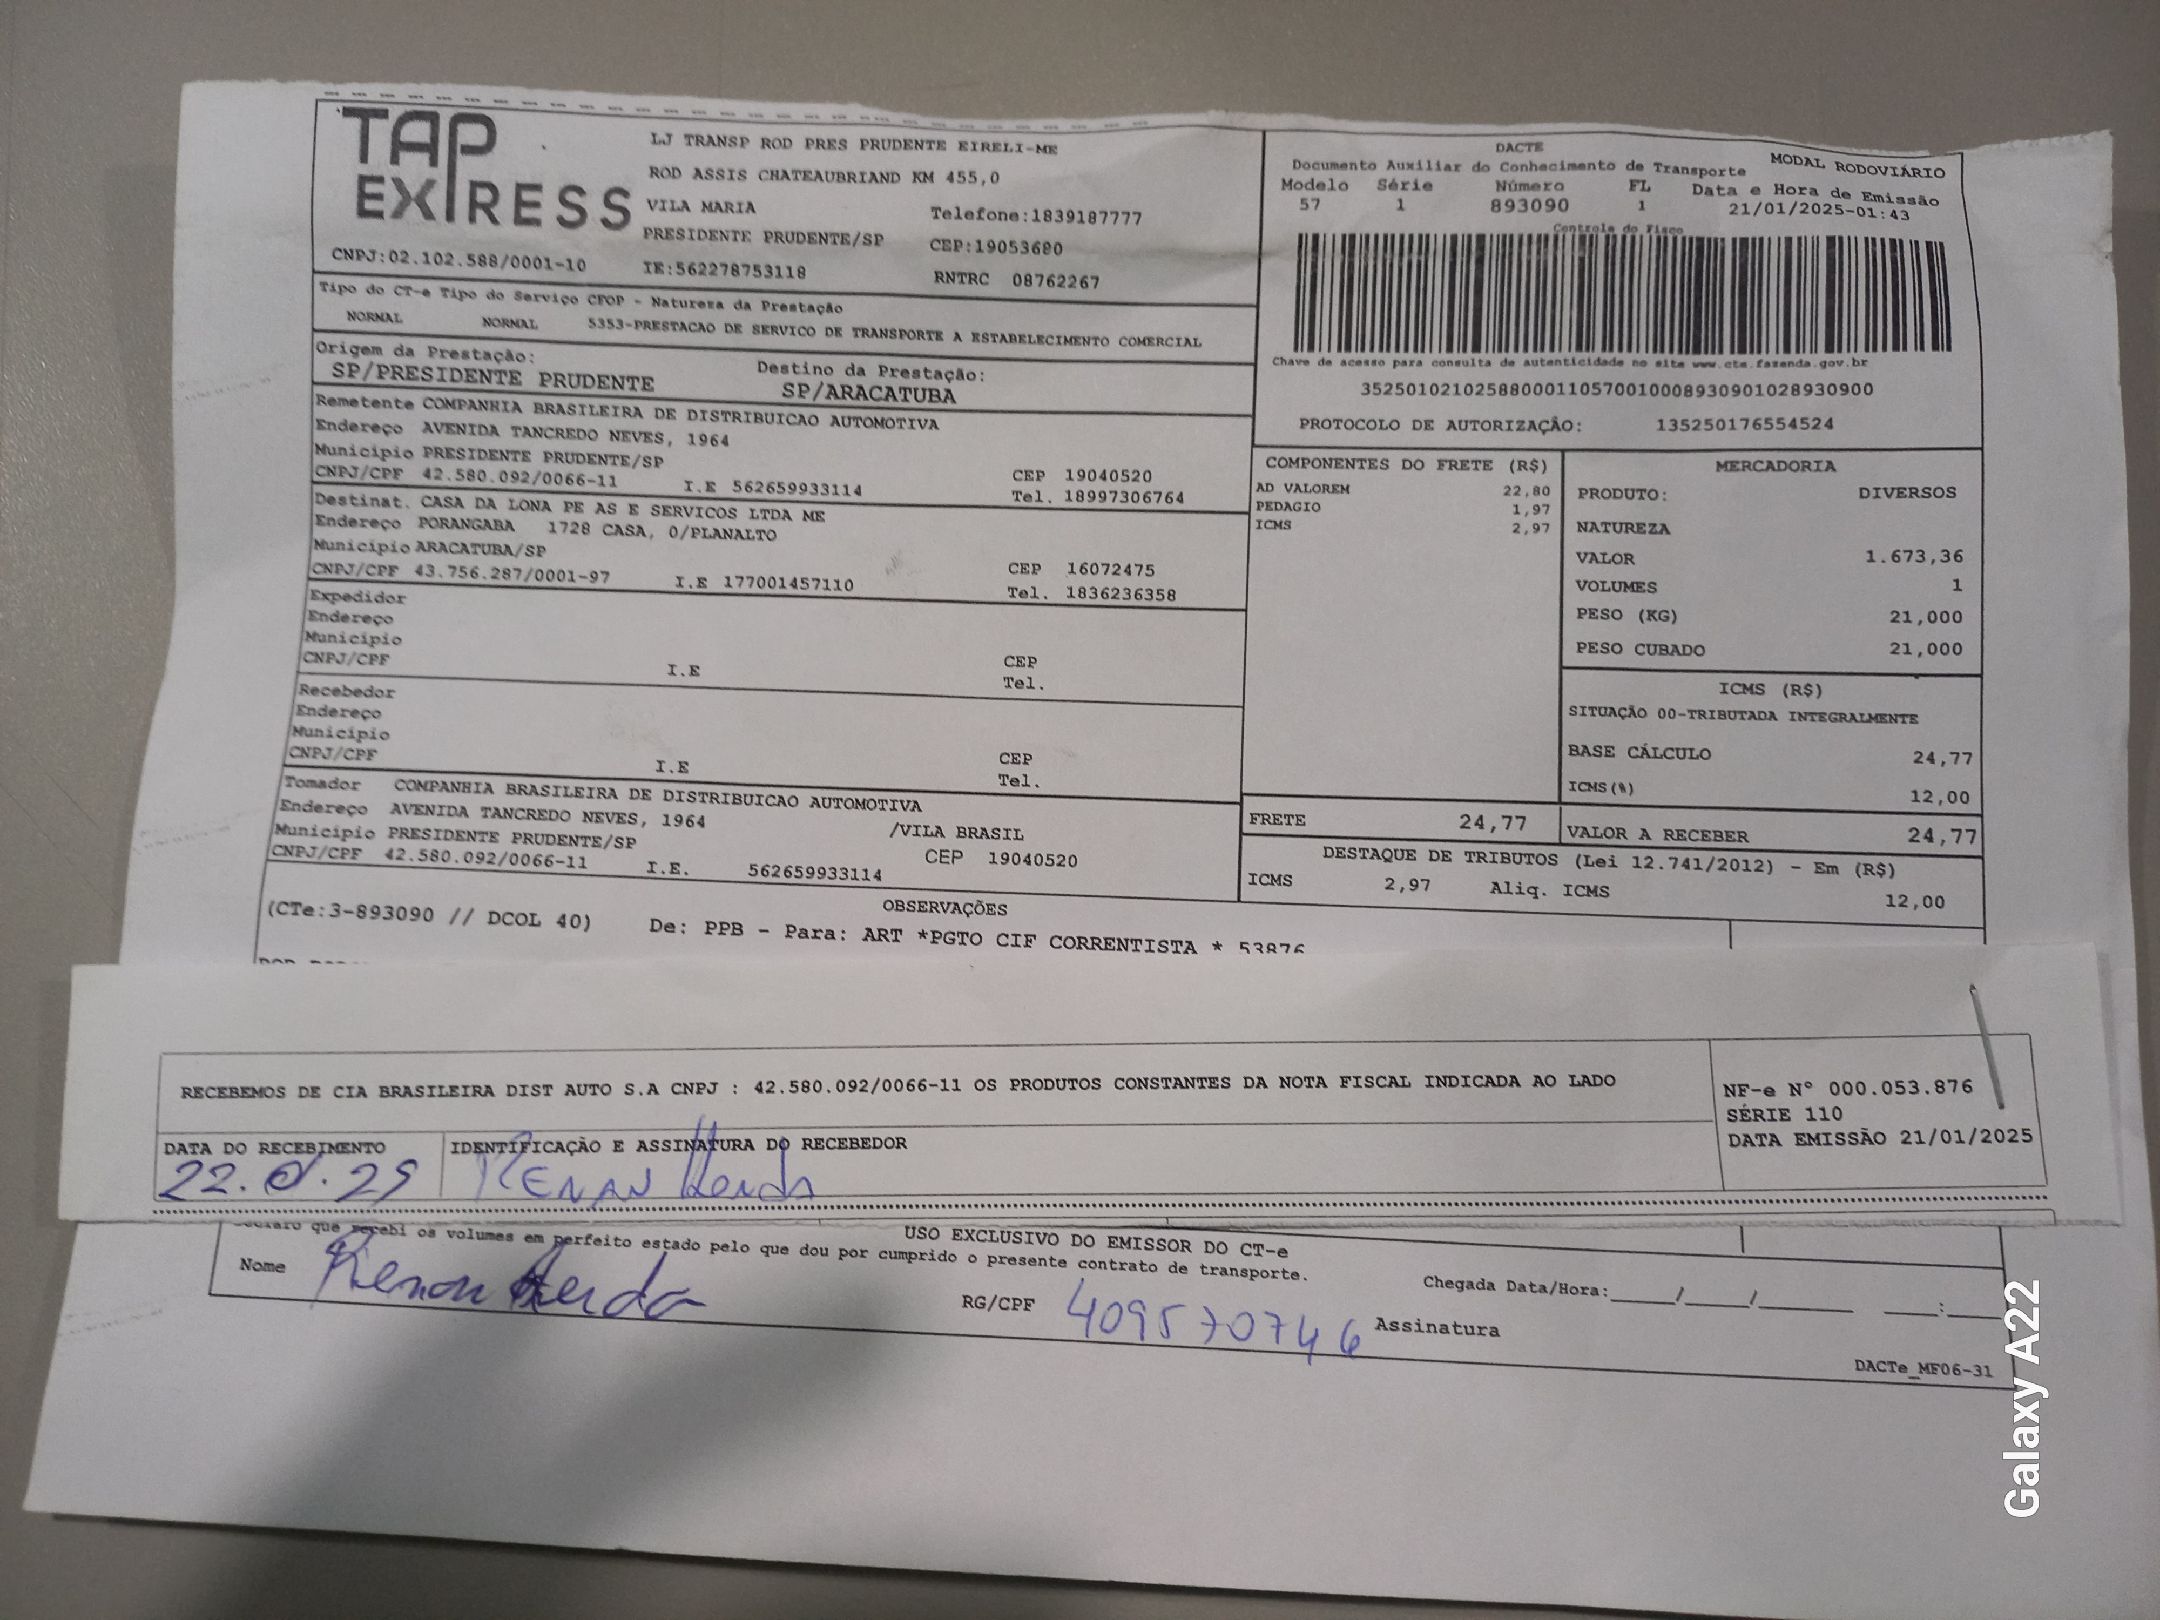 TAP
EXPRESS
LJ TRANSP ROD PRES PRUDENTE EIRELI-ME
ROD ASSIS CHATEAUBRIAND KM 455,0
VILA MARIA
Telefone:1839187777
PRESIDENTE PRUDENTE/SP
CEP:19053680
CNPJ:02.102.588/0001-10
IE:562278753118
RNTRC 08762267
DACTE
Documento Auxiliar do Conhecimento de Transporte
MODAL RODOVIÁRIO
Modelo Série Número FL Data e Hora de Emissão
57 1 893090 1 21/01/2025-01:43
Controle do Fisco
Chave de acesso para consulta de autenticidade no site www.cte.fazenda.gov.br
35250102102588000110570010008930901028930900
PROTOCOLO DE AUTORIZAÇÃO: 135250176554524
Tipo do CT-e Tipo do Serviço CFOP - Natureza da Prestação
NORMAL NORMAL 5353-PRESTACAO DE SERVICO DE TRANSPORTE A ESTABELECIMENTO COMERCIAL
Origem da Prestação: Destino da Prestação:
SP/PRESIDENTE PRUDENTE SP/ARACATUBA
Remetente COMPANHIA BRASILEIRA DE DISTRIBUICAO AUTOMOTIVA
Endereço AVENIDA TANCREDO NEVES, 1964
Município PRESIDENTE PRUDENTE/SP CEP 19040520
CNPJ/CPF 42.580.092/0066-11 I.E 562659933114 Tel. 18997306764
Destinat. CASA DA LONA PE AS E SERVICOS LTDA ME
Endereço PORANGABA 1728 CASA, 0/PLANALTO
Município ARACATUBA/SP CEP 16072475
CNPJ/CPF 43.756.287/0001-97 I.E 177001457110 Tel. 1836236358
Expedidor
Endereço
Município CEP
CNPJ/CPF I.E Tel.
Recebedor
Endereço
Município CEP
CNPJ/CPF I.E Tel.
Tomador COMPANHIA BRASILEIRA DE DISTRIBUICAO AUTOMOTIVA
Endereço AVENIDA TANCREDO NEVES, 1964 /VILA BRASIL
Município PRESIDENTE PRUDENTE/SP CEP 19040520
CNPJ/CPF 42.580.092/0066-11 I.E. 562659933114
COMPONENTES DO FRETE (R$)
AD VALOREM 22,80
PEDAGIO 1,97
ICMS 2,97
MERCADORIA
PRODUTO: DIVERSOS
NATUREZA
VALOR 1.673,36
VOLUMES 1
PESO (KG) 21,000
PESO CUBADO 21,000
ICMS (R$)
SITUAÇÃO 00-TRIBUTADA INTEGRALMENTE
BASE CÁLCULO 24,77
ICMS(%) 12,00
FRETE 24,77 VALOR A RECEBER 24,77
DESTAQUE DE TRIBUTOS (Lei 12.741/2012) - Em (R$)
ICMS 2,97 Aliq. ICMS 12,00
OBSERVAÇÕES
(CTe:3-893090 // DCOL 40) De: PPB - Para: ART *PGTO CIF CORRENTISTA * 53876
RECEBEMOS DE CIA BRASILEIRA DIST AUTO S.A CNPJ : 42.580.092/0066-11 OS PRODUTOS CONSTANTES DA NOTA FISCAL INDICADA AO LADO
NF-e Nº 000.053.876
SÉRIE 110
DATA EMISSÃO 21/01/2025
DATA DO RECEBIMENTO IDENTIFICAÇÃO E ASSINATURA DO RECEBEDOR
22. 25 RENAN
USO EXCLUSIVO DO EMISSOR DO CT-e
que recebi os volumes em perfeito estado pelo que dou por cumprido o presente contrato de transporte.
Nome Renan
RG/CPF 409570746 Assinatura
Chegada Data/Hora:_____/_____/_______ ____:____
DACTe_MF06-31
Galaxy A22